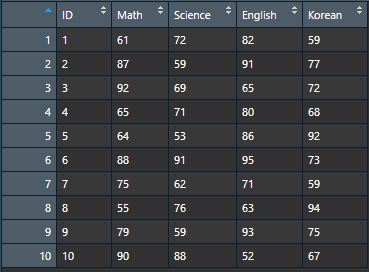 ID Math Science English Korean
1 1 61 72 82 59
2 2 87 59 91 77
3 3 92 69 65 72
4 4 65 71 80 68
5 5 64 53 86 92
6 6 88 91 95 73
7 7 75 62 71 59
8 8 55 76 63 94
9 9 79 59 93 75
10 10 90 88 52 67